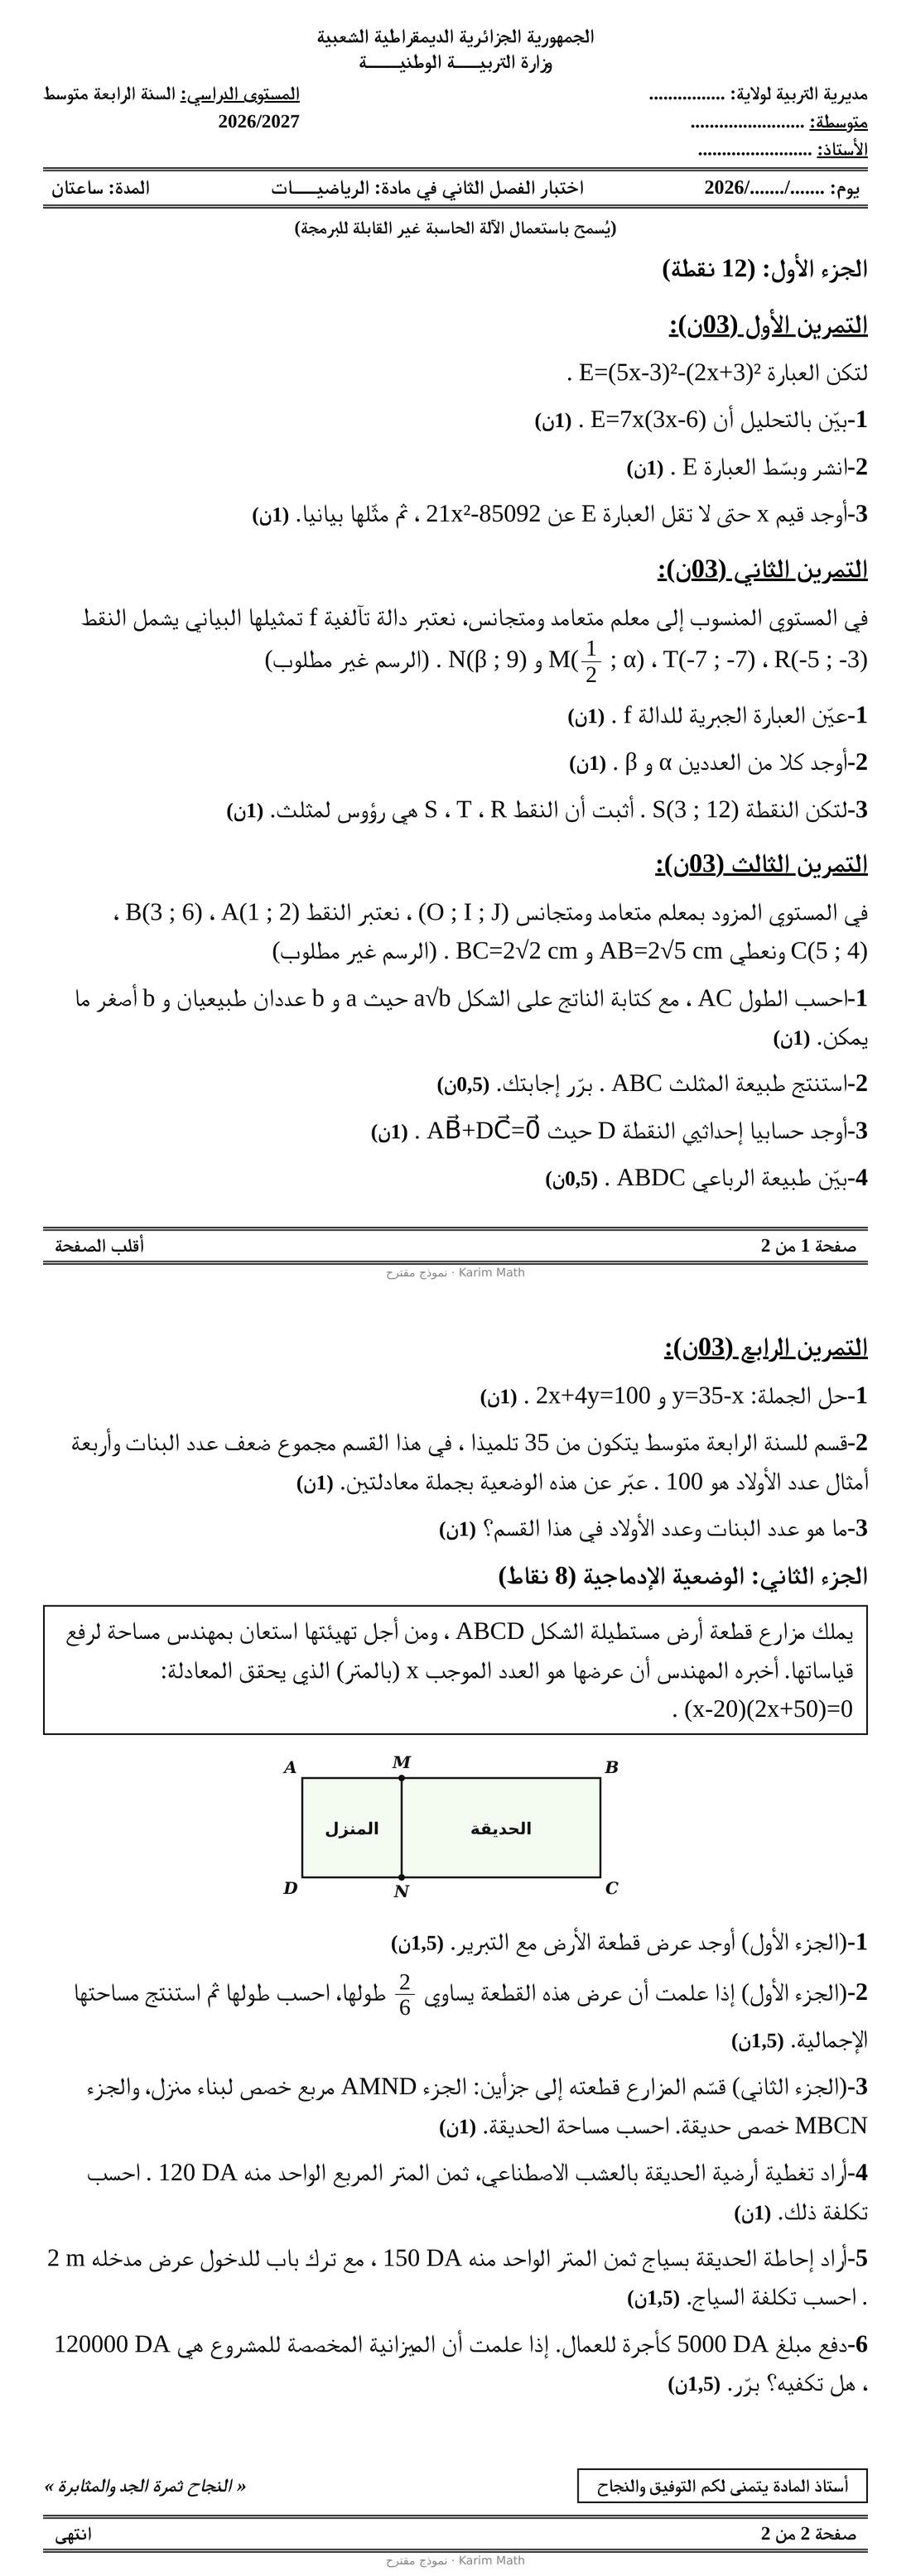 الجمهورية الجزائرية الديمقراطية الشعبية
وزارة التربيـــــة الوطنيـــــــة
مديرية التربية لولاية: ................
المستوى الدراسي: السنة الرابعة متوسط
متوسطة: ........................
2026/2027
الأستاذ: ........................
يوم: ......./......./2026
اختبار الفصل الثاني في مادة: الرياضيـــــات
المدة: ساعتان
(يُسمح باستعمال الآلة الحاسبة غير القابلة للبرمجة)
الجزء الأول: (12 نقطة)
التمرين الأول (03ن):
لتكن العبارة E=(5x-3)²-(2x+3)² .
1-بيّن بالتحليل أن E=7x(3x-6) . (1ن)
2-انشر وبسّط العبارة E . (1ن)
3-أوجد قيم x حتى لا تقل العبارة E عن 21x²-85092 ، ثم مثّلها بيانيا. (1ن)
التمرين الثاني (03ن):
في المستوي المنسوب إلى معلم متعامد ومتجانس، نعتبر دالة تآلفية f تمثيلها البياني يشمل النقط
R(-5 ; -3) ، T(-7 ; -7) ، M(1/2 ; α) و N(β ; 9) . (الرسم غير مطلوب)
1-عيّن العبارة الجبرية للدالة f . (1ن)
2-أوجد كلا من العددين α و β . (1ن)
3-لتكن النقطة S(3 ; 12) . أثبت أن النقط S ، T ، R هي رؤوس لمثلث. (1ن)
التمرين الثالث (03ن):
في المستوي المزود بمعلم متعامد ومتجانس (O ; I ; J) ، نعتبر النقط A(1 ; 2) ، B(3 ; 6) ،
C(5 ; 4) ونعطي AB=2√5 cm و BC=2√2 cm . (الرسم غير مطلوب)
1-احسب الطول AC ، مع كتابة الناتج على الشكل a√b حيث a و b عددان طبيعيان و b أصغر ما
يمكن. (1ن)
2-استنتج طبيعة المثلث ABC . برّر إجابتك. (0,5ن)
3-أوجد حسابيا إحداثيي النقطة D حيث AB⃗+DC⃗=0⃗ . (1ن)
4-بيّن طبيعة الرباعي ABDC . (0,5ن)
صفحة 1 من 2
أقلب الصفحة
Karim Math · نموذج مقترح
التمرين الرابع (03ن):
1-حل الجملة: y=35-x و 2x+4y=100 . (1ن)
2-قسم للسنة الرابعة متوسط يتكون من 35 تلميذا ، في هذا القسم مجموع ضعف عدد البنات وأربعة
أمثال عدد الأولاد هو 100 . عبّر عن هذه الوضعية بجملة معادلتين. (1ن)
3-ما هو عدد البنات وعدد الأولاد في هذا القسم؟ (1ن)
الجزء الثاني: الوضعية الإدماجية (8 نقاط)
يملك مزارع قطعة أرض مستطيلة الشكل ABCD ، ومن أجل تهيئتها استعان بمهندس مساحة لرفع
قياساتها. أخبره المهندس أن عرضها هو العدد الموجب x (بالمتر) الذي يحقق المعادلة:
(x-20)(2x+50)=0 .
A M B
المنزل الحديقة
D N C
1-(الجزء الأول) أوجد عرض قطعة الأرض مع التبرير. (1,5ن)
2-(الجزء الأول) إذا علمت أن عرض هذه القطعة يساوي 2/6 طولها، احسب طولها ثم استنتج مساحتها
الإجمالية. (1,5ن)
3-(الجزء الثاني) قسّم المزارع قطعته إلى جزأين: الجزء AMND مربع خصص لبناء منزل، والجزء
MBCN خصص حديقة. احسب مساحة الحديقة. (1ن)
4-أراد تغطية أرضية الحديقة بالعشب الاصطناعي، ثمن المتر المربع الواحد منه 120 DA . احسب
تكلفة ذلك. (1ن)
5-أراد إحاطة الحديقة بسياج ثمن المتر الواحد منه 150 DA ، مع ترك باب للدخول عرض مدخله 2 m
. احسب تكلفة السياج. (1,5ن)
6-دفع مبلغ 5000 DA كأجرة للعمال. إذا علمت أن الميزانية المخصصة للمشروع هي 120000 DA
، هل تكفيه؟ برّر. (1,5ن)
أستاذ المادة يتمنى لكم التوفيق والنجاح
« النجاح ثمرة الجد والمثابرة »
صفحة 2 من 2
انتهى
Karim Math · نموذج مقترح